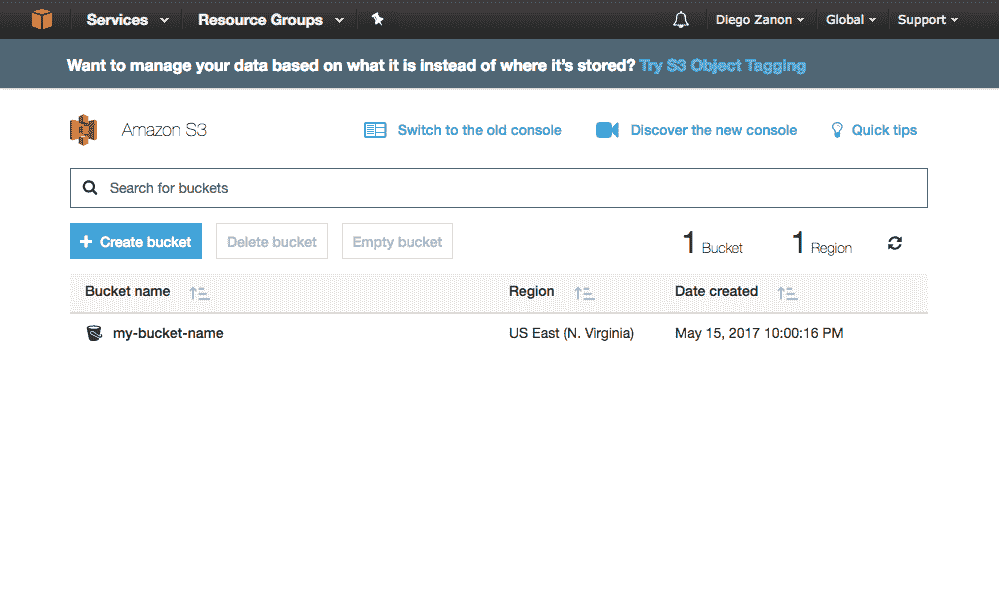 Services Resource Groups Diego Zanon Global Support
Want to manage your data based on what it is instead of where it's stored? Try S3 Object Tagging
Amazon S3 Switch to the old console Discover the new console Quick tips
Search for buckets
+ Create bucket Delete bucket Empty bucket 1 Bucket 1 Region
Bucket name Region Date created
my-bucket-name US East (N. Virginia) May 15, 2017 10:00:16 PM